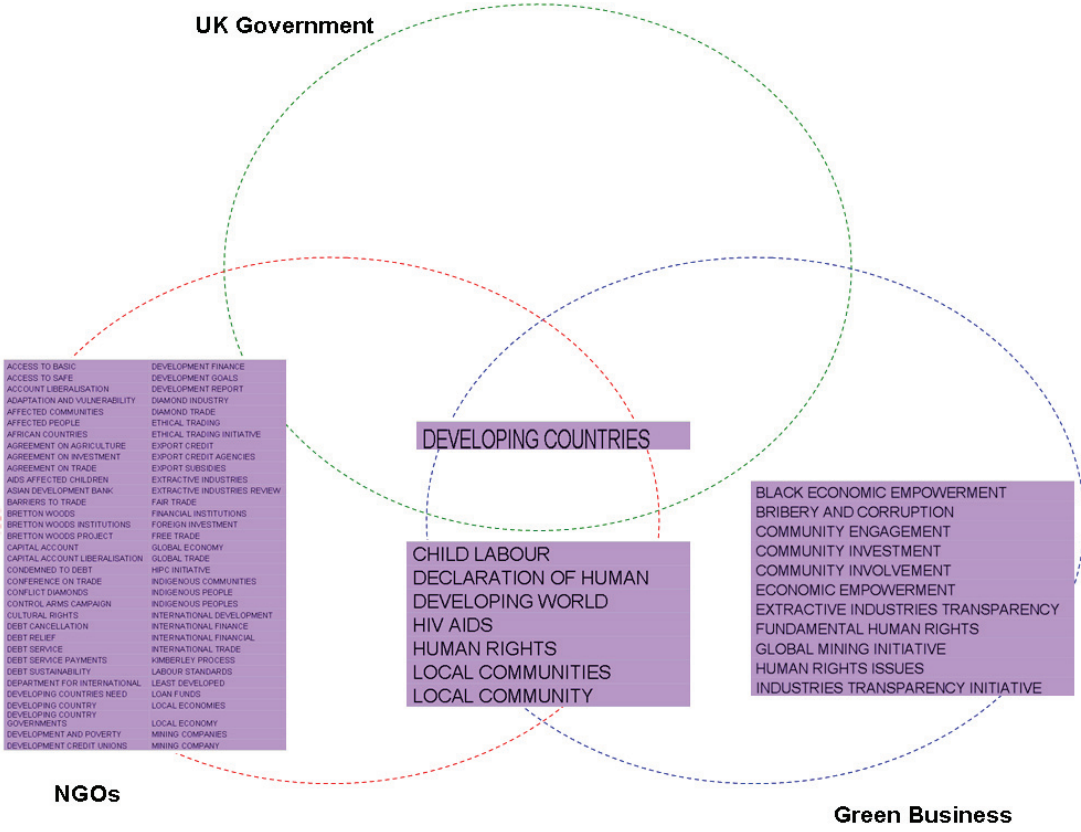 UK Government
ACCESS TO BASIC
ACCESS TO SAFE
ACCOUNT LIBERALISATION
ADAPTATION AND VULNERABILITY
AFFECTED COMMUNITIES
AFFECTED PEOPLE
AFRICAN COUNTRIES
AGREEMENT ON AGRICULTURE
AGREEMENT ON INVESTMENT
AGREEMENT ON TRADE
AIDS AFFECTED CHILDREN
ASIAN DEVELOPMENT BANK
BARRIERS TO TRADE
BRETTON WOODS
BRETTON WOODS INSTITUTIONS
BRETTON WOODS PROJECT
CAPITAL ACCOUNT
CAPITAL ACCOUNT LIBERALISATION
CONDEMNED TO DEBT
CONFERENCE ON TRADE
CONFLICT DIAMONDS
CONTROL ARMS CAMPAIGN
CULTURAL RIGHTS
DEBT CANCELLATION
DEBT RELIEF
DEBT SERVICE
DEBT SERVICE PAYMENTS
DEBT SUSTAINABILITY
DEPARTMENT FOR INTERNATIONAL
DEVELOPING COUNTRIES NEED
DEVELOPING COUNTRY
DEVELOPING COUNTRY
GOVERNMENTS
DEVELOPMENT AND POVERTY
DEVELOPMENT CREDIT UNIONS
DEVELOPMENT FINANCE
DEVELOPMENT GOALS
DEVELOPMENT REPORT
DIAMOND INDUSTRY
DIAMOND TRADE
ETHICAL TRADING
ETHICAL TRADING INITIATIVE
EXPORT CREDIT
EXPORT CREDIT AGENCIES
EXPORT SUBSIDIES
EXTRACTIVE INDUSTRIES
EXTRACTIVE INDUSTRIES REVIEW
FAIR TRADE
FINANCIAL INSTITUTIONS
FOREIGN INVESTMENT
FREE TRADE
GLOBAL ECONOMY
GLOBAL TRADE
HIPC INITIATIVE
INDIGENOUS COMMUNITIES
INDIGENOUS PEOPLE
INDIGENOUS PEOPLES
INTERNATIONAL DEVELOPMENT
INTERNATIONAL FINANCE
INTERNATIONAL FINANCIAL
INTERNATIONAL TRADE
KIMBERLEY PROCESS
LABOUR STANDARDS
LEAST DEVELOPED
LOAN FUNDS
LOCAL ECONOMIES
LOCAL ECONOMY
MINING COMPANIES
MINING COMPANY
DEVELOPING COUNTRIES
CHILD LABOUR
DECLARATION OF HUMAN
DEVELOPING WORLD
HIV AIDS
HUMAN RIGHTS
LOCAL COMMUNITIES
LOCAL COMMUNITY
BLACK ECONOMIC EMPOWERMENT
BRIBERY AND CORRUPTION
COMMUNITY ENGAGEMENT
COMMUNITY INVESTMENT
COMMUNITY INVOLVEMENT
ECONOMIC EMPOWERMENT
EXTRACTIVE INDUSTRIES TRANSPARENCY
FUNDAMENTAL HUMAN RIGHTS
GLOBAL MINING INITIATIVE
HUMAN RIGHTS ISSUES
INDUSTRIES TRANSPARENCY INITIATIVE
NGOs
Green Business